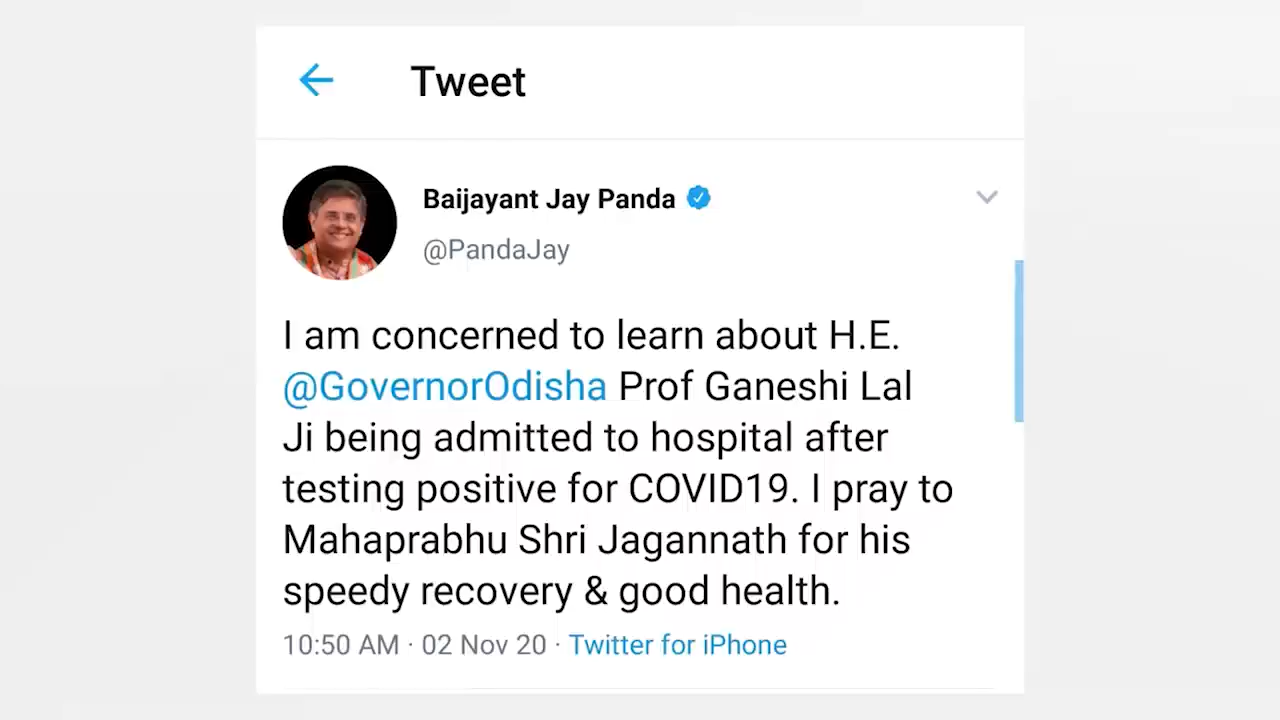 Tweet
Baijayant Jay Panda
@PandaJay
I am concerned to learn about H.E.
@GovernorOdisha Prof Ganeshi Lal
Ji being admitted to hospital after
testing positive for COVID19. I pray to
Mahaprabhu Shri Jagannath for his
speedy recovery & good health.
10:50 AM · 02 Nov 20 · Twitter for iPhone